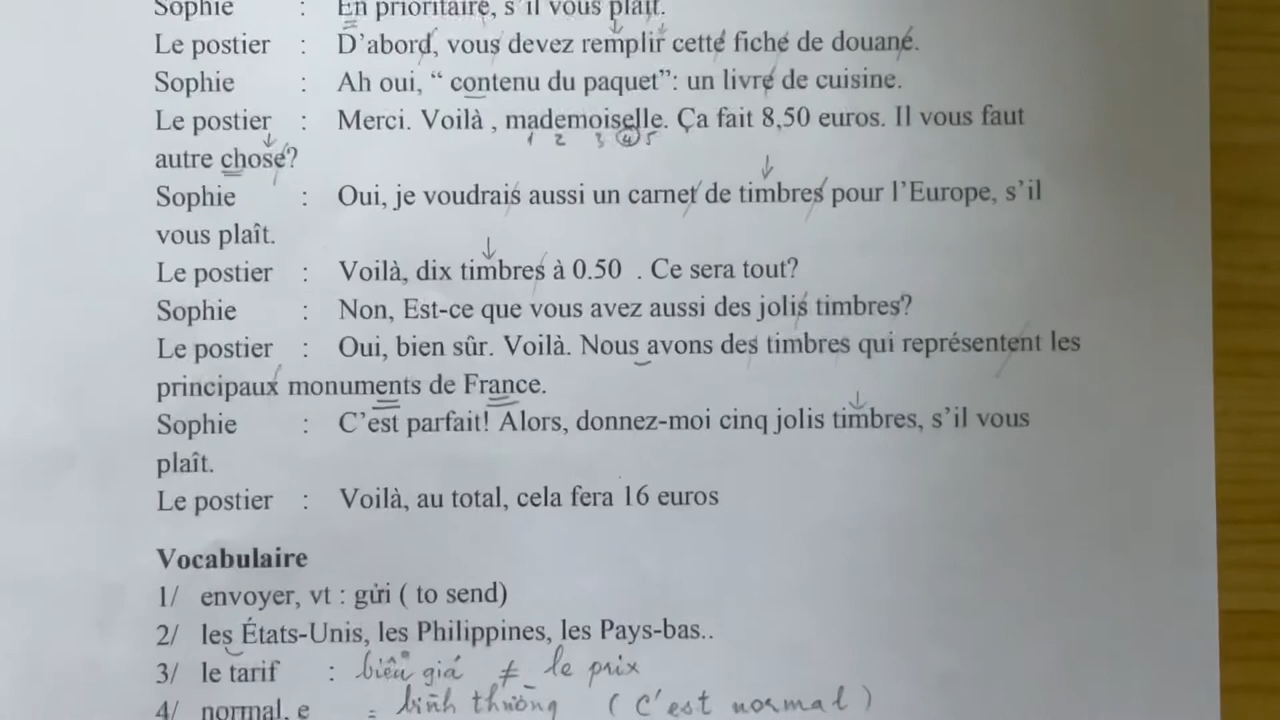 Sophie : En prioritaire, s'il vous plaît.
Le postier : D'abord, vous devez remplir cette fiche de douane.
Sophie : Ah oui, “ contenu du paquet”: un livre de cuisine.
Le postier : Merci. Voilà , mademoiselle. Ça fait 8,50 euros. Il vous faut
1 2 3 4 5
autre chose?
Sophie : Oui, je voudrais aussi un carnet de timbres pour l'Europe, s'il
vous plaît.
Le postier : Voilà, dix timbres à 0.50 . Ce sera tout?
Sophie : Non, Est-ce que vous avez aussi des jolis timbres?
Le postier : Oui, bien sûr. Voilà. Nous avons des timbres qui représentent les
principaux monuments de France.
Sophie : C'est parfait! Alors, donnez-moi cinq jolis timbres, s'il vous
plaît.
Le postier : Voilà, au total, cela fera 16 euros
Vocabulaire
1/ envoyer, vt : gửi ( to send)
2/ les États-Unis, les Philippines, les Pays-bas..
3/ le tarif : biểu giá ≠ le prix
4/ normal, e = bình thường ( C'est normal )